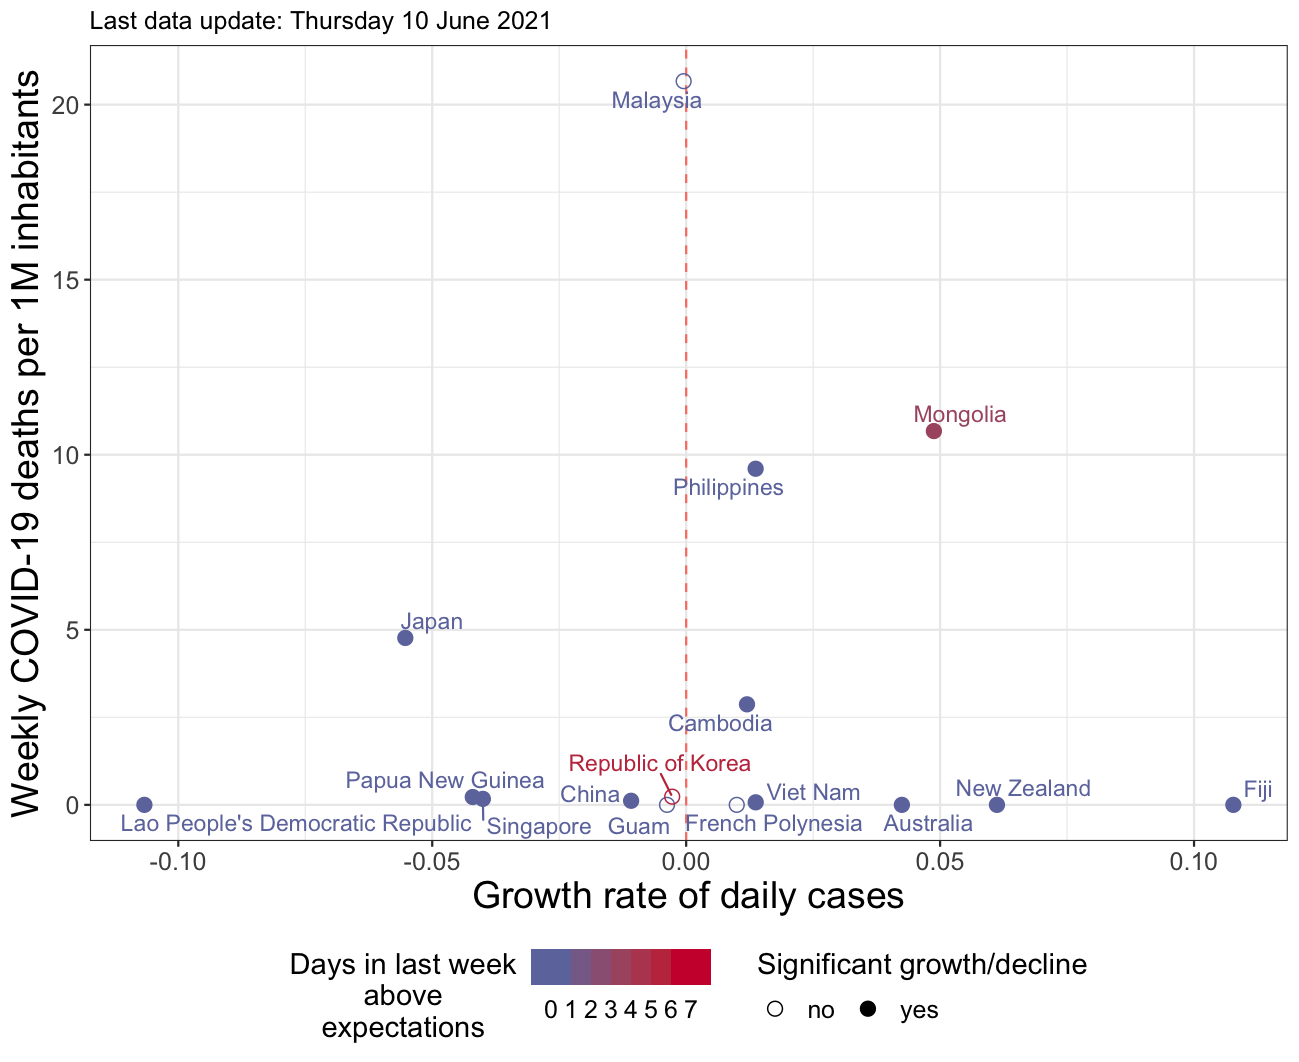 Last data update: Thursday 10 June 2021
Weekly COVID-19 deaths per 1M inhabitants
20
15
10
5
0
Malaysia
Mongolia
Philippines
Japan
Cambodia
Republic of Korea
Papua New Guinea
China
Viet Nam
New Zealand
Fiji
Lao People's Democratic Republic
Singapore
Guam
French Polynesia
Australia
-0.10
-0.05
0.00
0.05
0.10
Growth rate of daily cases
Days in last week
above
expectations
0 1 2 3 4 5 6 7
Significant growth/decline
no
yes